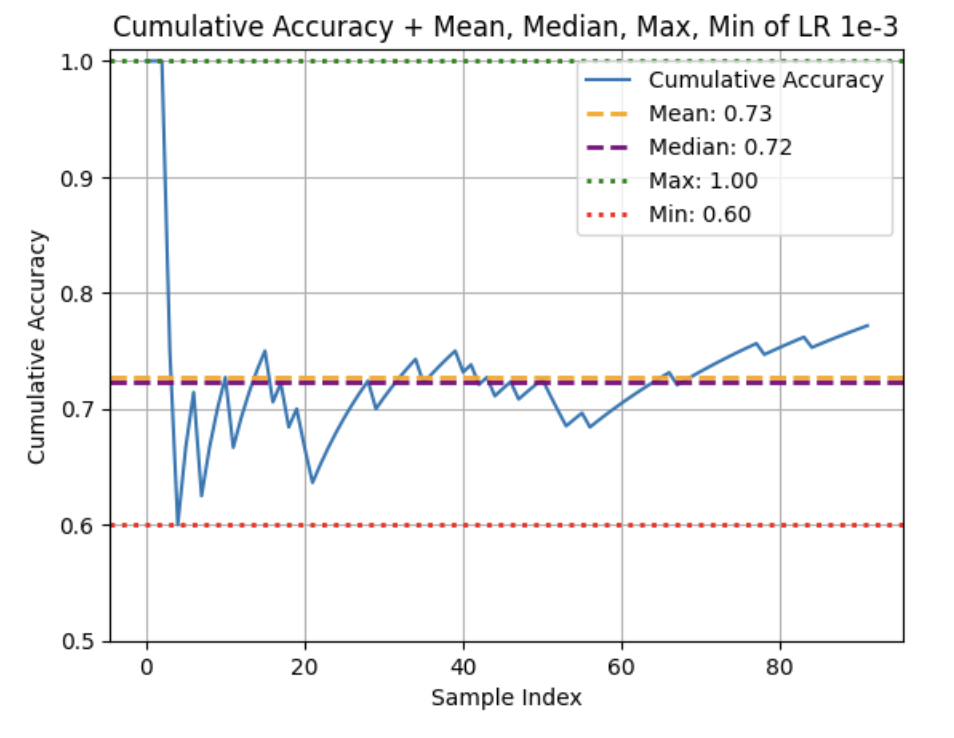 Cumulative Accuracy + Mean, Median, Max, Min of LR 1e-3
Cumulative Accuracy
1.0
0.9
0.8
0.7
0.6
0.5
Cumulative Accuracy
Mean: 0.73
Median: 0.72
Max: 1.00
Min: 0.60
0 20 40 60 80
Sample Index